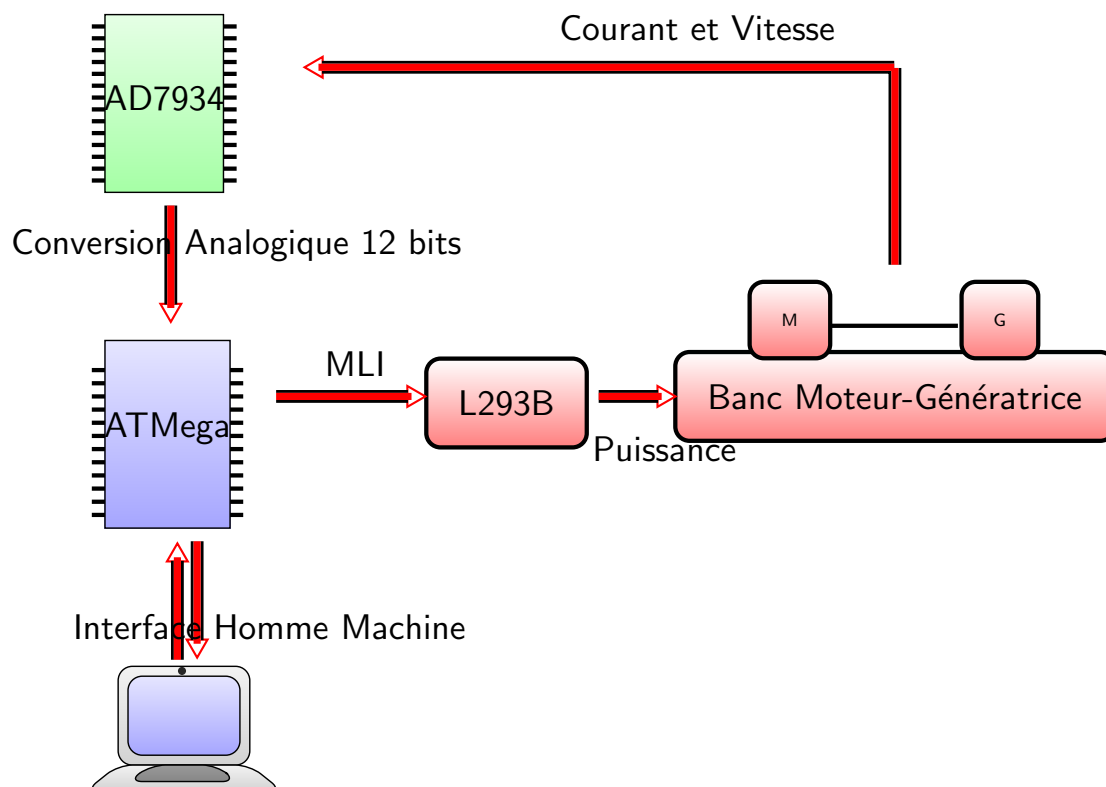 Courant et Vitesse
AD7934
Conversion Analogique 12 bits
M
G
MLI
L293B
Banc Moteur-Génératrice
ATMega
Puissance
Interface Homme Machine